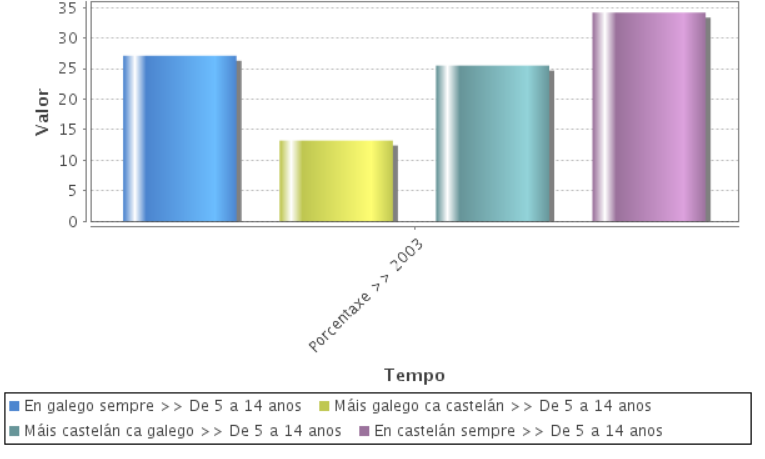 35
30
25
20
15
10
5
0
Valor
Porcentaxe >> 2003
Tempo
En galego sempre >> De 5 a 14 anos Máis galego ca castelán >> De 5 a 14 anos
Máis castelán ca galego >> De 5 a 14 anos En castelán sempre >> De 5 a 14 anos